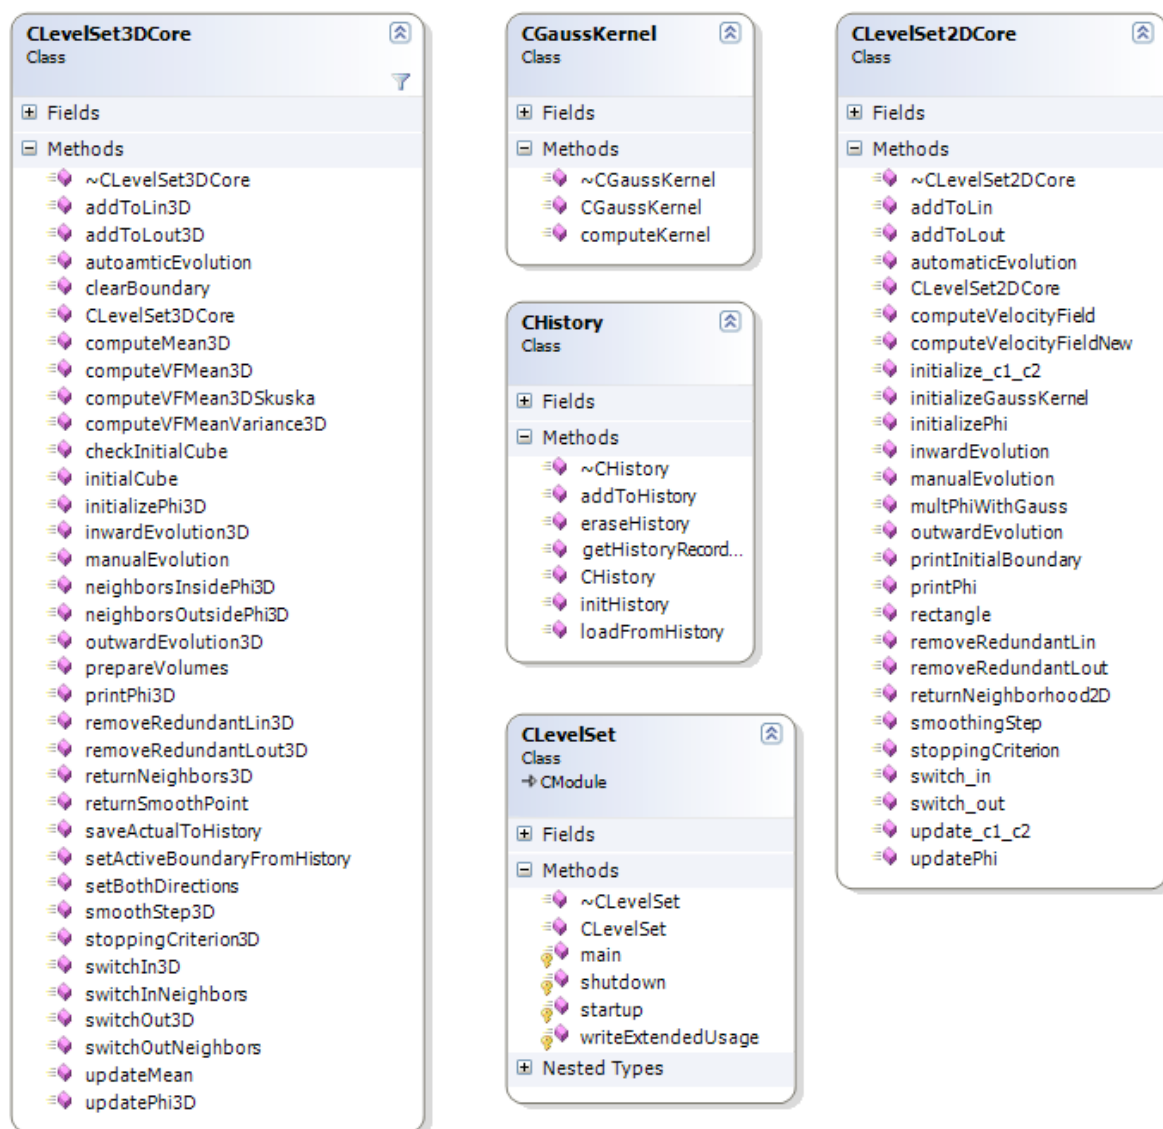 CLevelSet3DCore
Class
Fields
Methods
~CLevelSet3DCore
addToLin3D
addToLout3D
autoamticEvolution
clearBoundary
CLevelSet3DCore
computeMean3D
computeVFMean3D
computeVFMean3DSkuska
computeVFMeanVariance3D
checkInitialCube
initialCube
initializePhi3D
inwardEvolution3D
manualEvolution
neighborsInsidePhi3D
neighborsOutsidePhi3D
outwardEvolution3D
prepareVolumes
printPhi3D
removeRedundantLin3D
removeRedundantLout3D
returnNeighbors3D
returnSmoothPoint
saveActualToHistory
setActiveBoundaryFromHistory
setBothDirections
smoothStep3D
stoppingCriterion3D
switchIn3D
switchInNeighbors
switchOut3D
switchOutNeighbors
updateMean
updatePhi3D
CGaussKernel
Class
Fields
Methods
~CGaussKernel
CGaussKernel
computeKernel
CHistory
Class
Fields
Methods
~CHistory
addToHistory
eraseHistory
getHistoryRecord...
CHistory
initHistory
loadFromHistory
CLevelSet
Class
CModule
Fields
Methods
~CLevelSet
CLevelSet
main
shutdown
startup
writeExtendedUsage
Nested Types
CLevelSet2DCore
Class
Fields
Methods
~CLevelSet2DCore
addToLin
addToLout
automaticEvolution
CLevelSet2DCore
computeVelocityField
computeVelocityFieldNew
initialize_c1_c2
initializeGaussKernel
initializePhi
inwardEvolution
manualEvolution
multPhiWithGauss
outwardEvolution
printInitialBoundary
printPhi
rectangle
removeRedundantLin
removeRedundantLout
returnNeighborhood2D
smoothingStep
stoppingCriterion
switch_in
switch_out
update_c1_c2
updatePhi